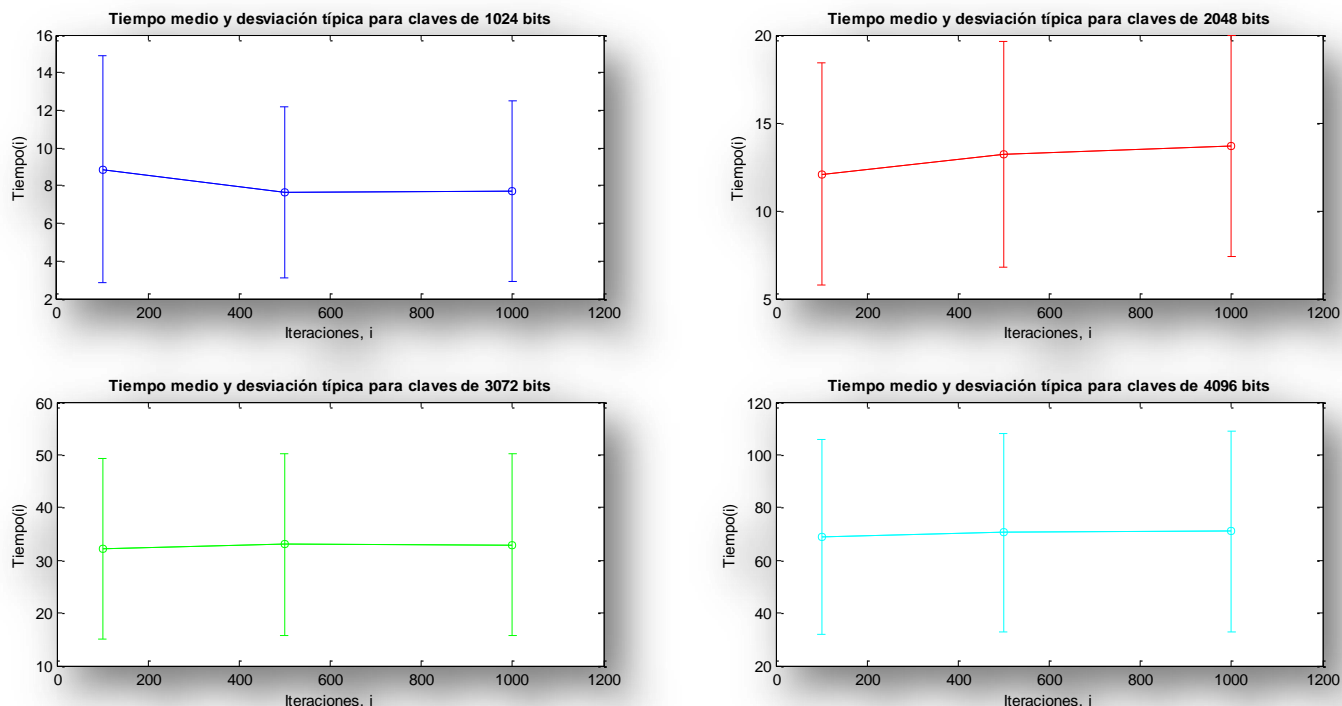 Tiempo medio y desviación típica para claves de 1024 bits
16
14
12
10
8
6
4
2
Tiempo(i)
0 200 400 600 800 1000 1200
Iteraciones, i
Tiempo medio y desviación típica para claves de 2048 bits
20
15
10
5
Tiempo(i)
0 200 400 600 800 1000 1200
Iteraciones, i
Tiempo medio y desviación típica para claves de 3072 bits
60
50
40
30
20
10
Tiempo(i)
0 200 400 600 800 1000 1200
Iteraciones, i
Tiempo medio y desviación típica para claves de 4096 bits
120
100
80
60
40
20
Tiempo(i)
0 200 400 600 800 1000 1200
Iteraciones, i